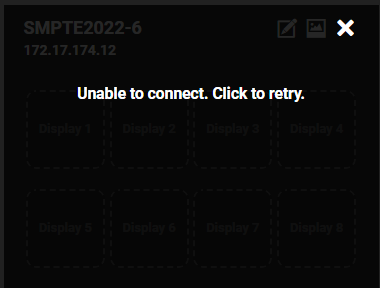 SMPTE2022-6
172.17.174.12
Unable to connect. Click to retry.
Display 1 Display 2 Display 3 Display 4
Display 5 Display 6 Display 7 Display 8